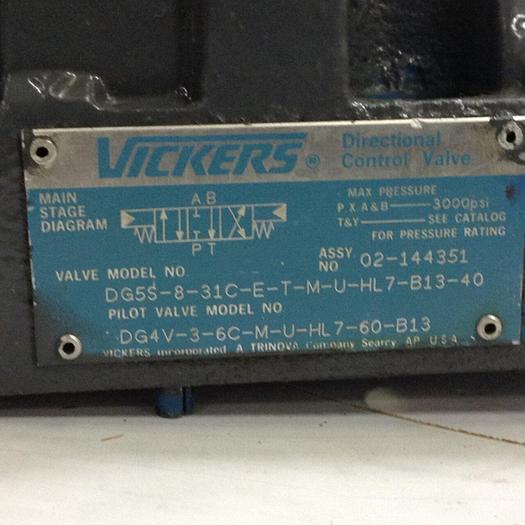 VICKERS®
Directional
Control Valve
MAIN
STAGE
DIAGRAM
A B
P T
MAX PRESSURE
P.X.A&B 3000psi
T&Y SEE CATALOG
FOR PRESSURE RATING
ASSY
NO 02-144351
VALVE MODEL NO
DG5S-8-31C-E-T-M-U-HL7-B13-40
PILOT VALVE MODEL NO
DG4V-3-6C-M-U-HL7-60-B13
VICKERS incorporated A TRINOVA Company Searcy, AP U.S.A.